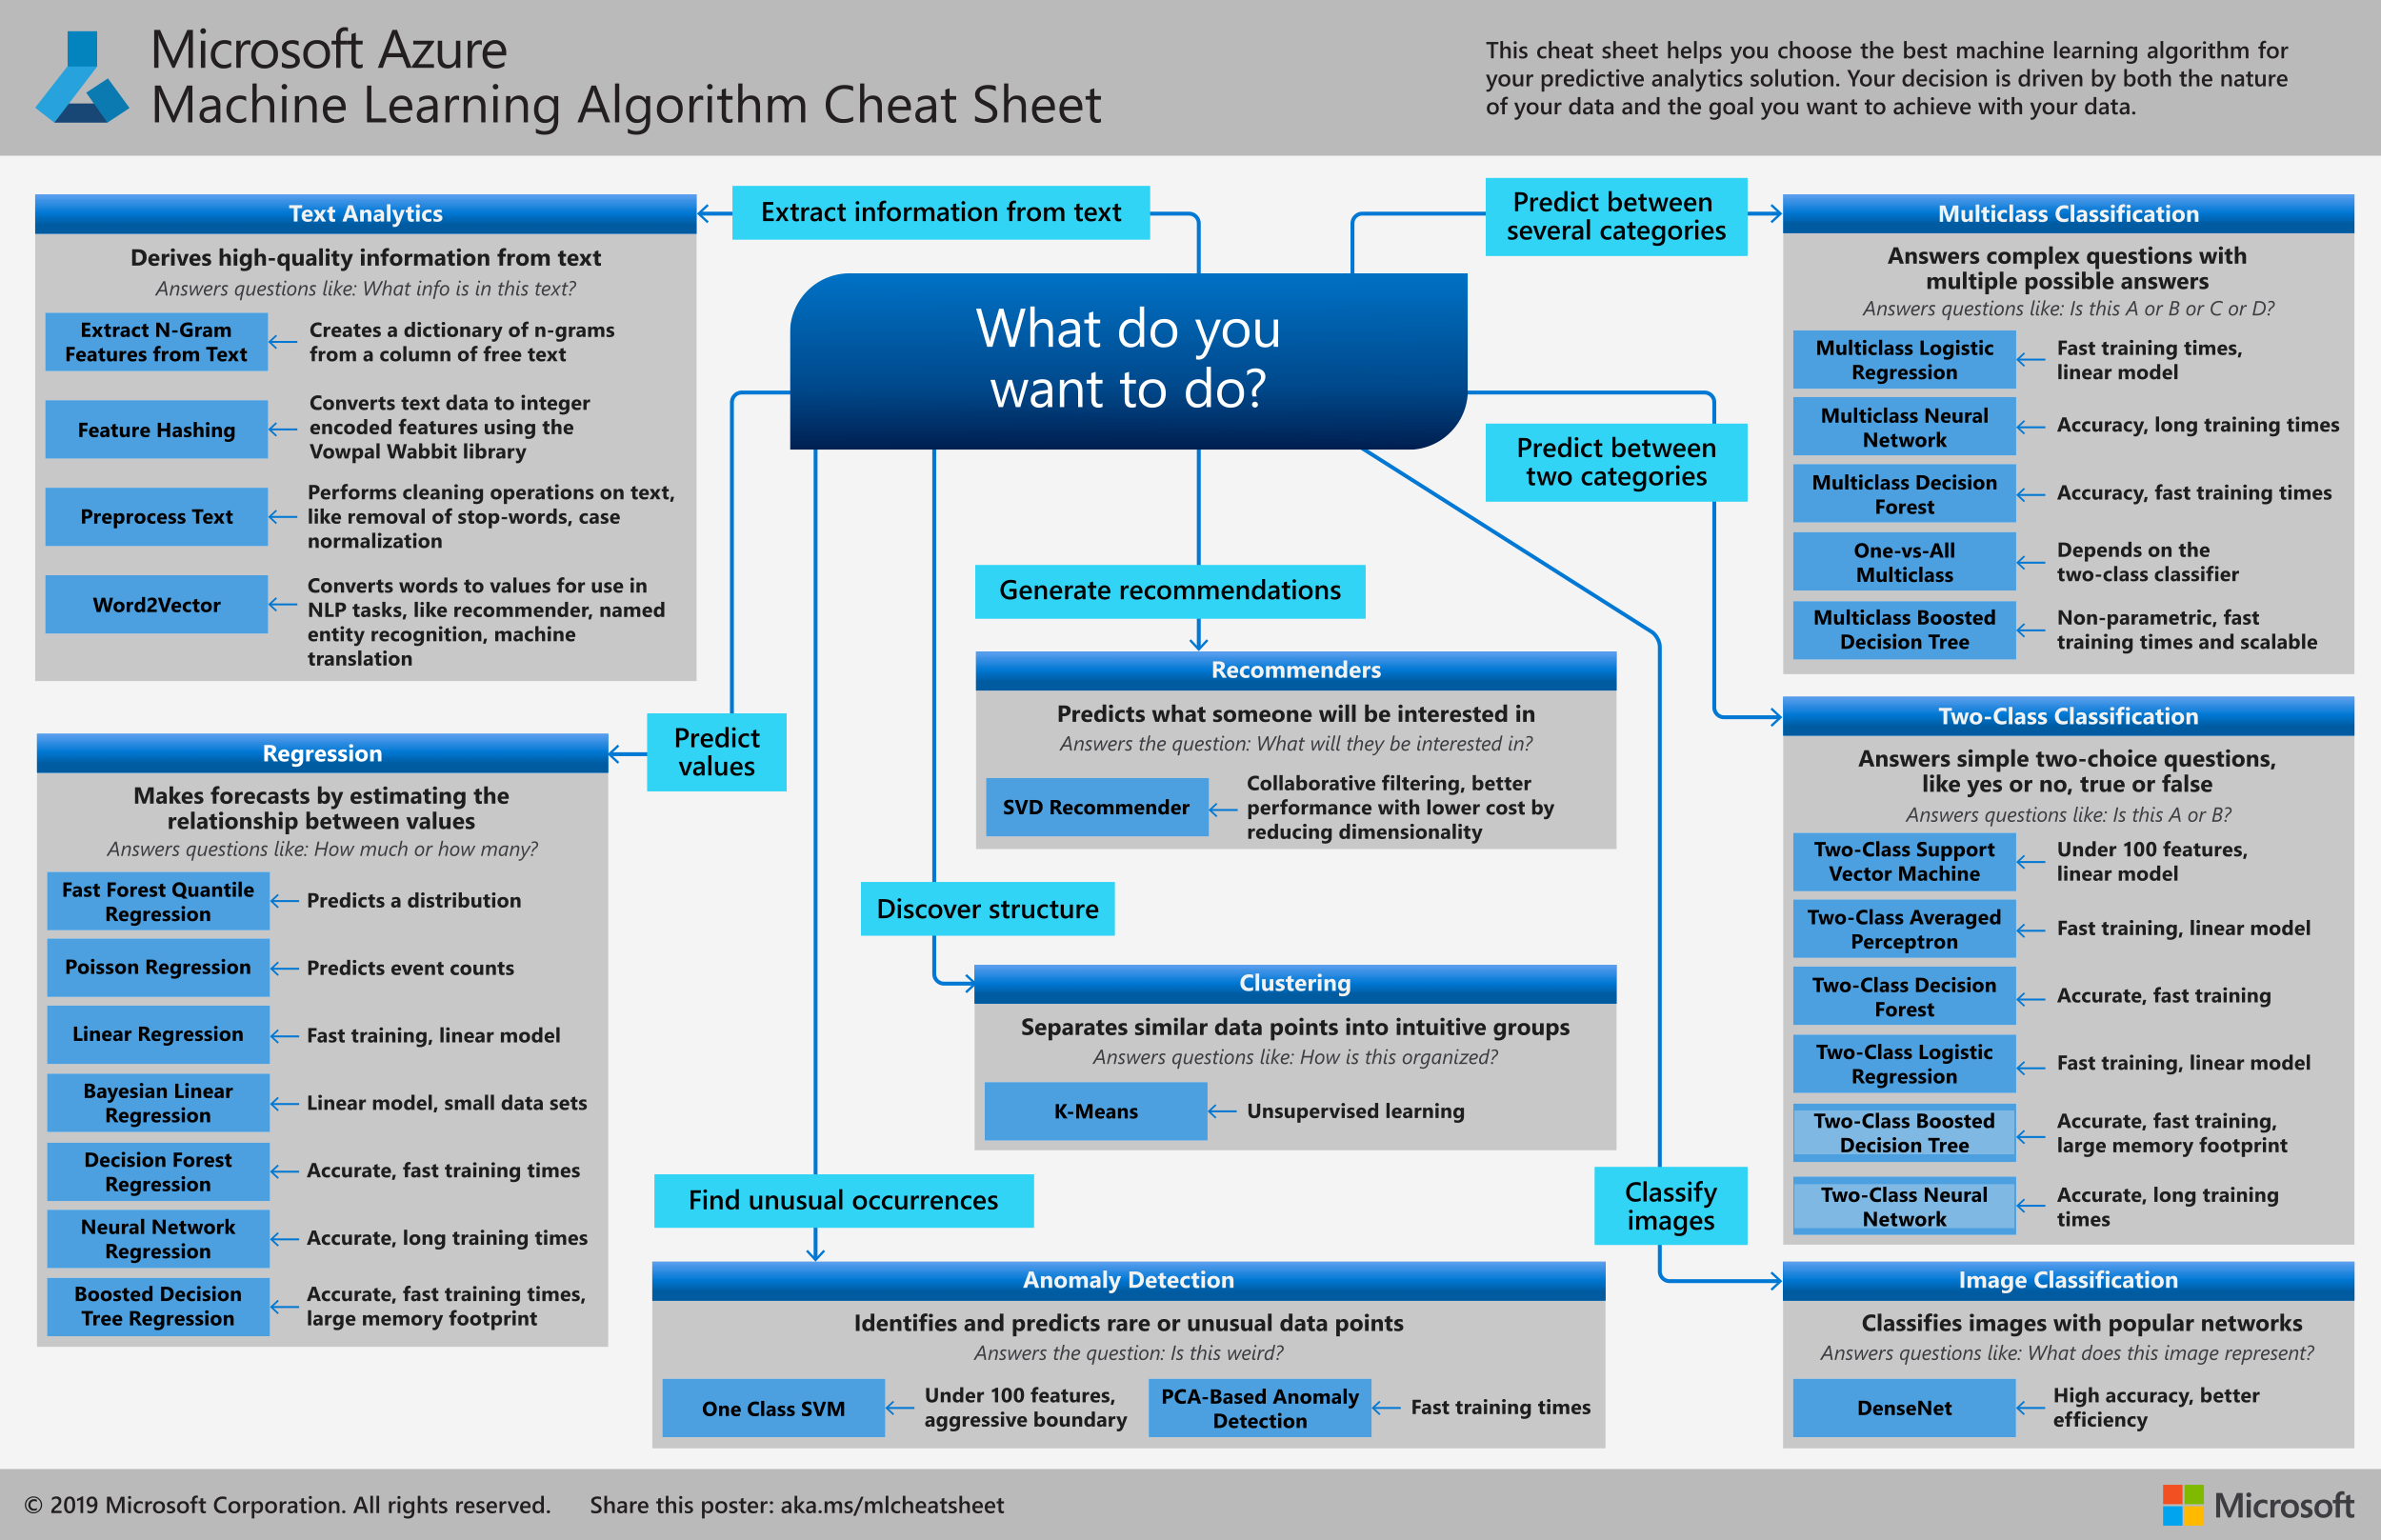 Microsoft Azure
Machine Learning Algorithm Cheat Sheet
This cheat sheet helps you choose the best machine learning algorithm for
your predictive analytics solution. Your decision is driven by both the nature
of your data and the goal you want to achieve with your data.
What do you
want to do?
Extract information from text
Text Analytics
Derives high-quality information from text
Answers questions like: What info is in this text?
Extract N-Gram
Features from Text
Creates a dictionary of n-grams
from a column of free text
Feature Hashing
Converts text data to integer
encoded features using the
Vowpal Wabbit library
Preprocess Text
Performs cleaning operations on text,
like removal of stop-words, case
normalization
Word2Vector
Converts words to values for use in
NLP tasks, like recommender, named
entity recognition, machine
translation
Predict
values
Regression
Makes forecasts by estimating the
relationship between values
Answers questions like: How much or how many?
Fast Forest Quantile
Regression
Predicts a distribution
Poisson Regression
Predicts event counts
Linear Regression
Fast training, linear model
Bayesian Linear
Regression
Linear model, small data sets
Decision Forest
Regression
Accurate, fast training times
Neural Network
Regression
Accurate, long training times
Boosted Decision
Tree Regression
Accurate, fast training times,
large memory footprint
Generate recommendations
Recommenders
Predicts what someone will be interested in
Answers the question: What will they be interested in?
SVD Recommender
Collaborative filtering, better
performance with lower cost by
reducing dimensionality
Discover structure
Clustering
Separates similar data points into intuitive groups
Answers questions like: How is this organized?
K-Means
Unsupervised learning
Find unusual occurrences
Anomaly Detection
Identifies and predicts rare or unusual data points
Answers the question: Is this weird?
One Class SVM
Under 100 features,
aggressive boundary
PCA-Based Anomaly
Detection
Fast training times
Predict between
several categories
Multiclass Classification
Answers complex questions with
multiple possible answers
Answers questions like: Is this A or B or C or D?
Multiclass Logistic
Regression
Fast training times,
linear model
Multiclass Neural
Network
Accuracy, long training times
Multiclass Decision
Forest
Accuracy, fast training times
One-vs-All
Multiclass
Depends on the
two-class classifier
Multiclass Boosted
Decision Tree
Non-parametric, fast
training times and scalable
Predict between
two categories
Two-Class Classification
Answers simple two-choice questions,
like yes or no, true or false
Answers questions like: Is this A or B?
Two-Class Support
Vector Machine
Under 100 features,
linear model
Two-Class Averaged
Perceptron
Fast training, linear model
Two-Class Decision
Forest
Accurate, fast training
Two-Class Logistic
Regression
Fast training, linear model
Two-Class Boosted
Decision Tree
Accurate, fast training,
large memory footprint
Two-Class Neural
Network
Accurate, long training
times
Classify
images
Image Classification
Classifies images with popular networks
Answers questions like: What does this image represent?
DenseNet
High accuracy, better
efficiency
© 2019 Microsoft Corporation. All rights reserved.
Share this poster: aka.ms/mlcheatsheet
Microsoft